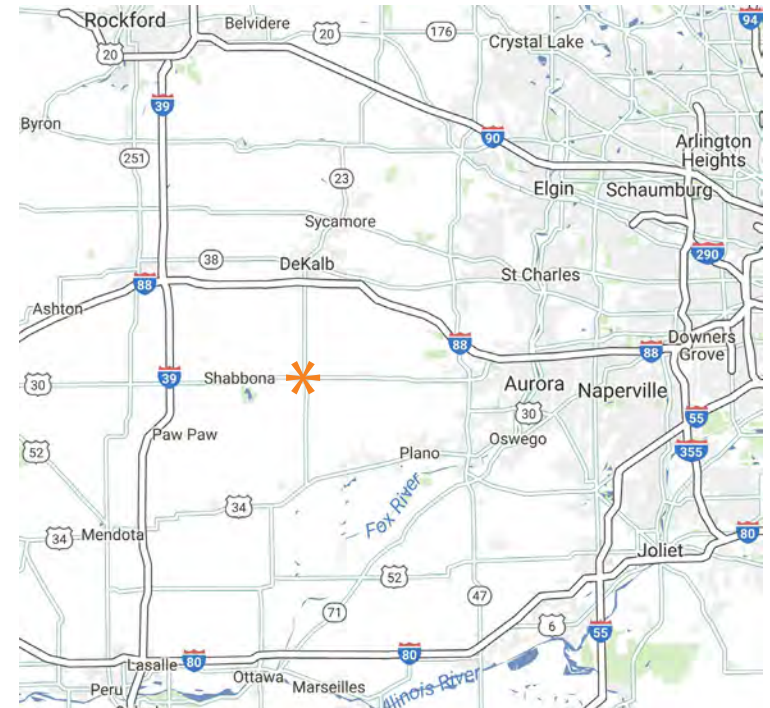 94
Rockford
Belvidere
20
176
Crystal Lake
20
39
Byron
90
Arlington
Heights
251
23
Elgin
Schaumburg
Sycamore
38
DeKalb
290
88
St Charles
Ashton
88
88
Downers
Grove
30
39
Shabbona
Aurora
Naperville
30
55
Paw Paw
Oswego
52
Plano
355
34
Fox River
34
Mendota
80
Joliet
52
47
71
6
55
Lasalle
80
80
Ottawa
Peru
Marseilles
Illinois River